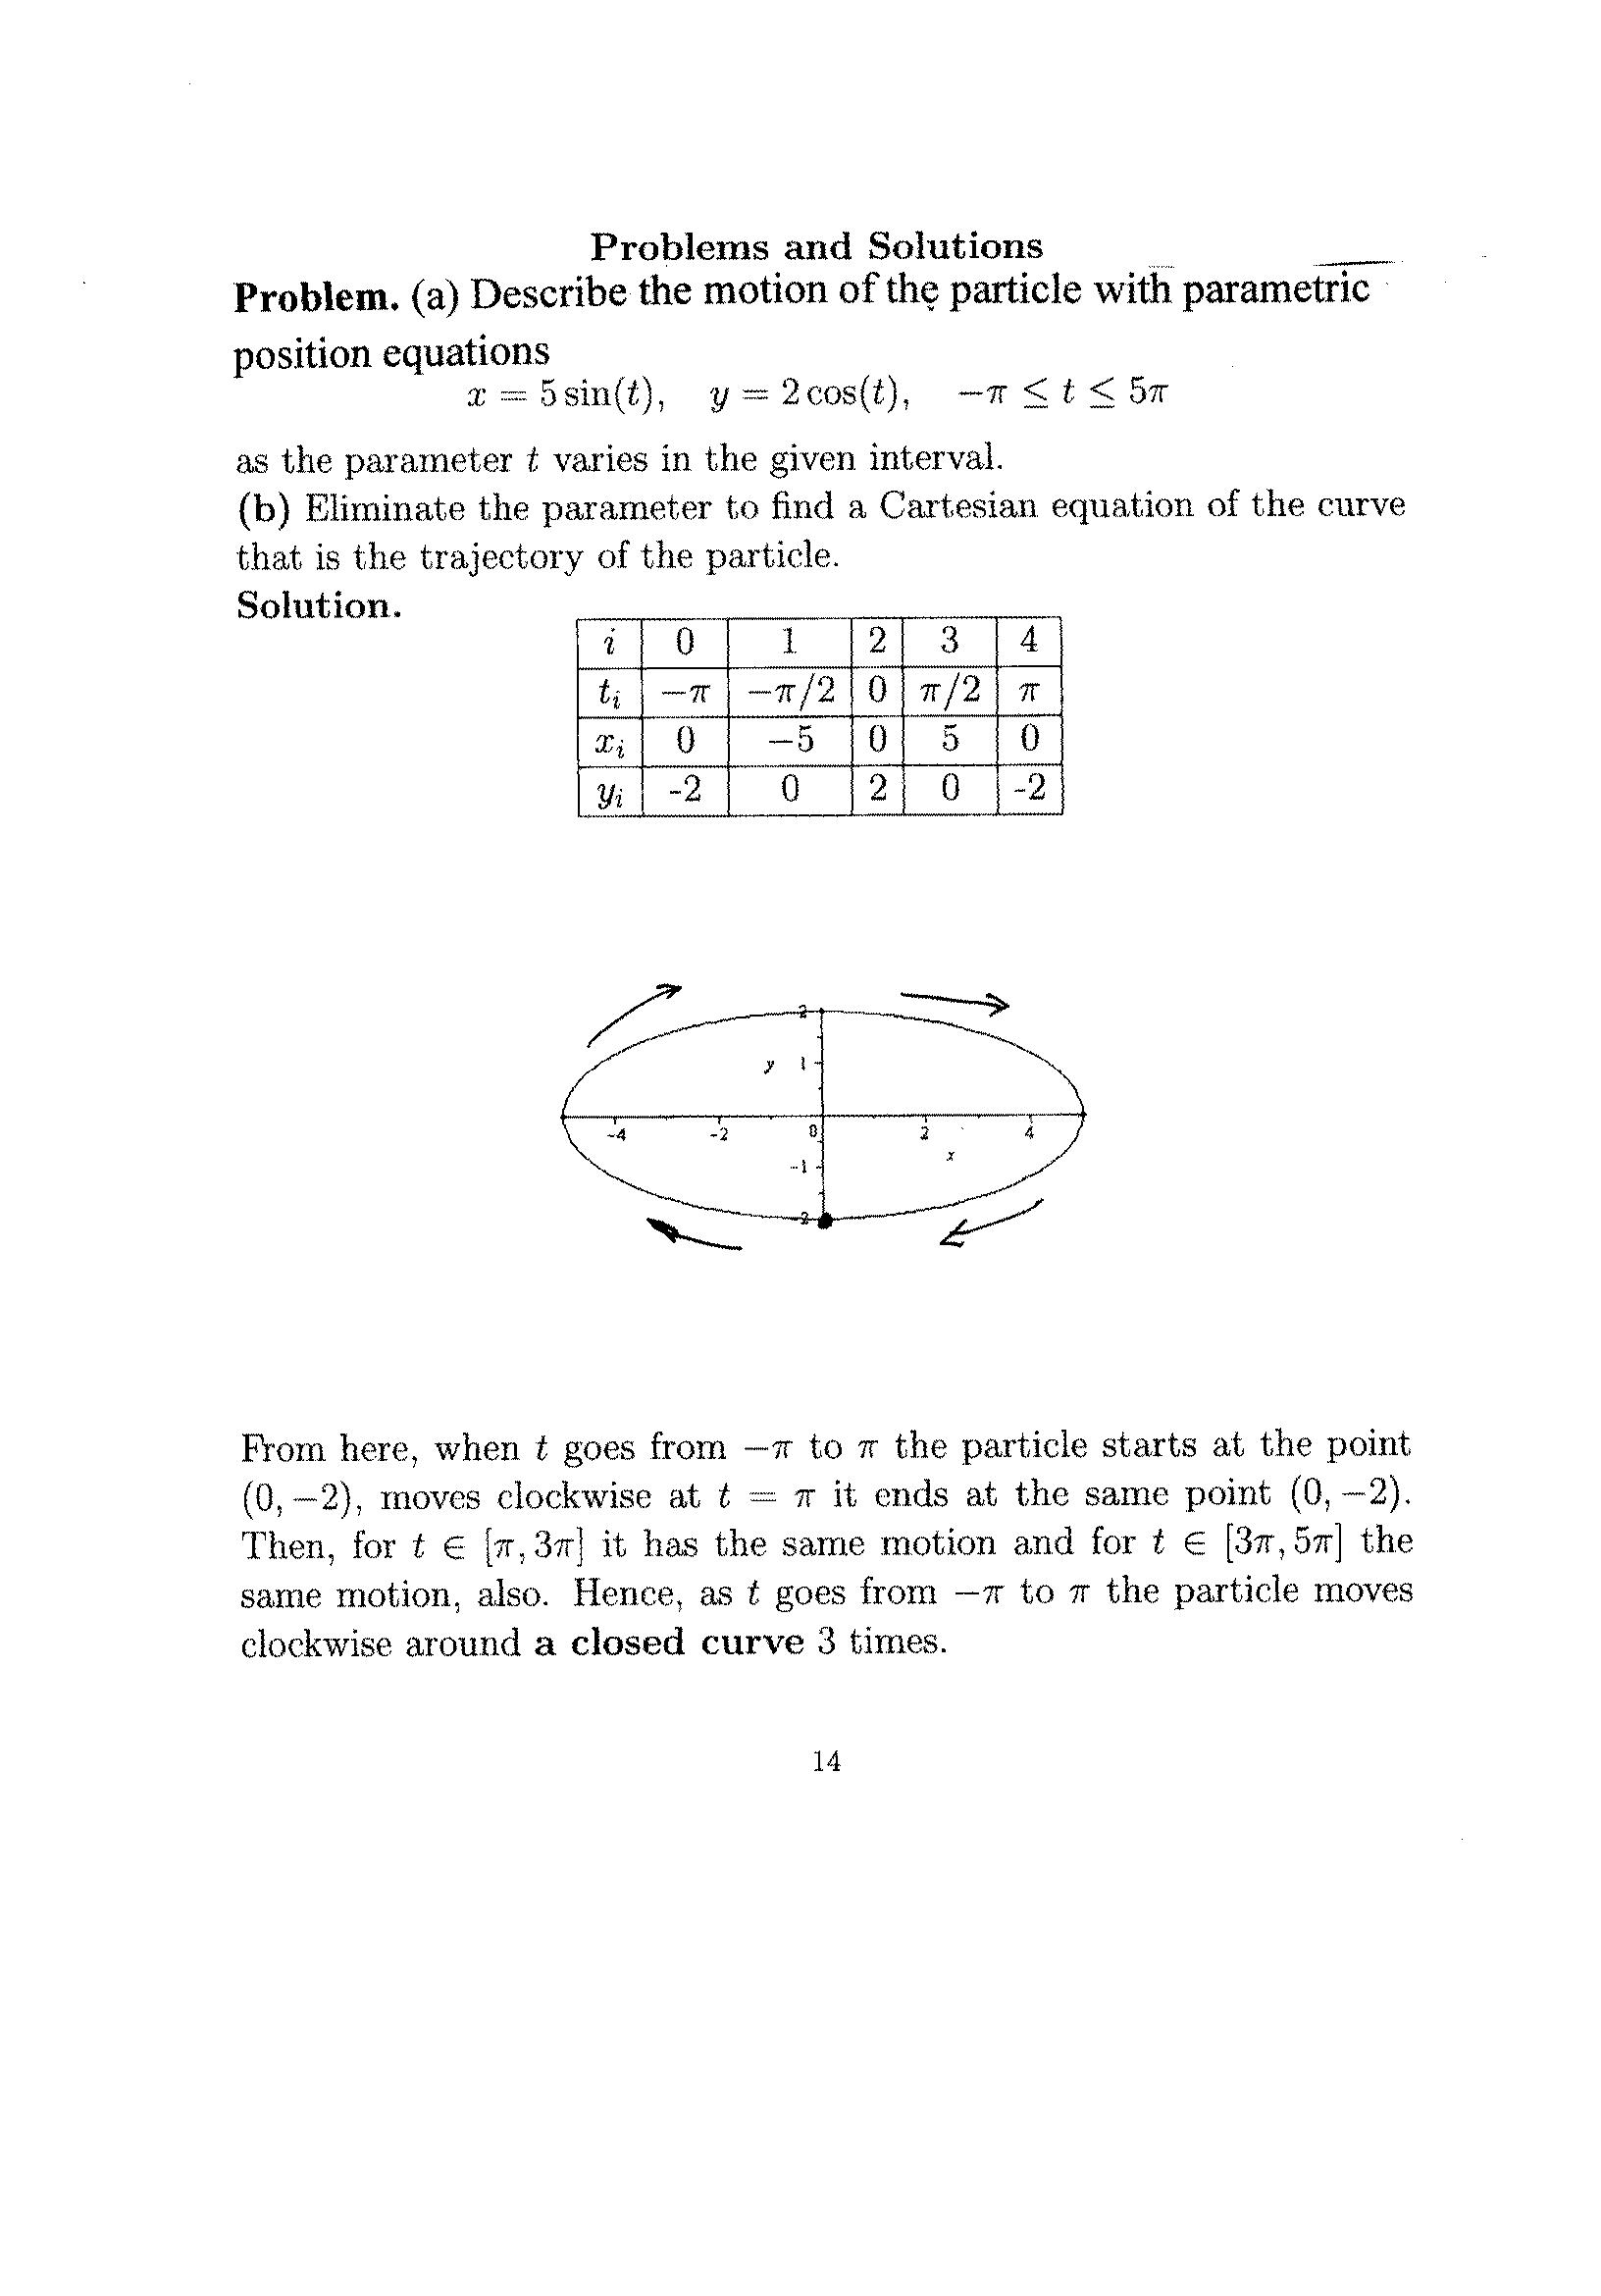 Problems and Solutions
Problem. (a) Describe the motion of the particle with parametric
position equations
x = 5 sin(t), y = 2 cos(t), −π ≤ t ≤ 5π
as the parameter t varies in the given interval.
(b) Eliminate the parameter to find a Cartesian equation of the curve
that is the trajectory of the particle.
Solution.
i 0 1 2 3 4
tᵢ −π −π/2 0 π/2 π
xᵢ 0 −5 0 5 0
yᵢ -2 0 2 0 -2
2
y 1
-4 -2 0 2 4
x
-1
-2
From here, when t goes from −π to π the particle starts at the point
(0, −2), moves clockwise at t = π it ends at the same point (0, −2).
Then, for t ∈ [π, 3π] it has the same motion and for t ∈ [3π, 5π] the
same motion, also. Hence, as t goes from −π to π the particle moves
clockwise around a closed curve 3 times.
14